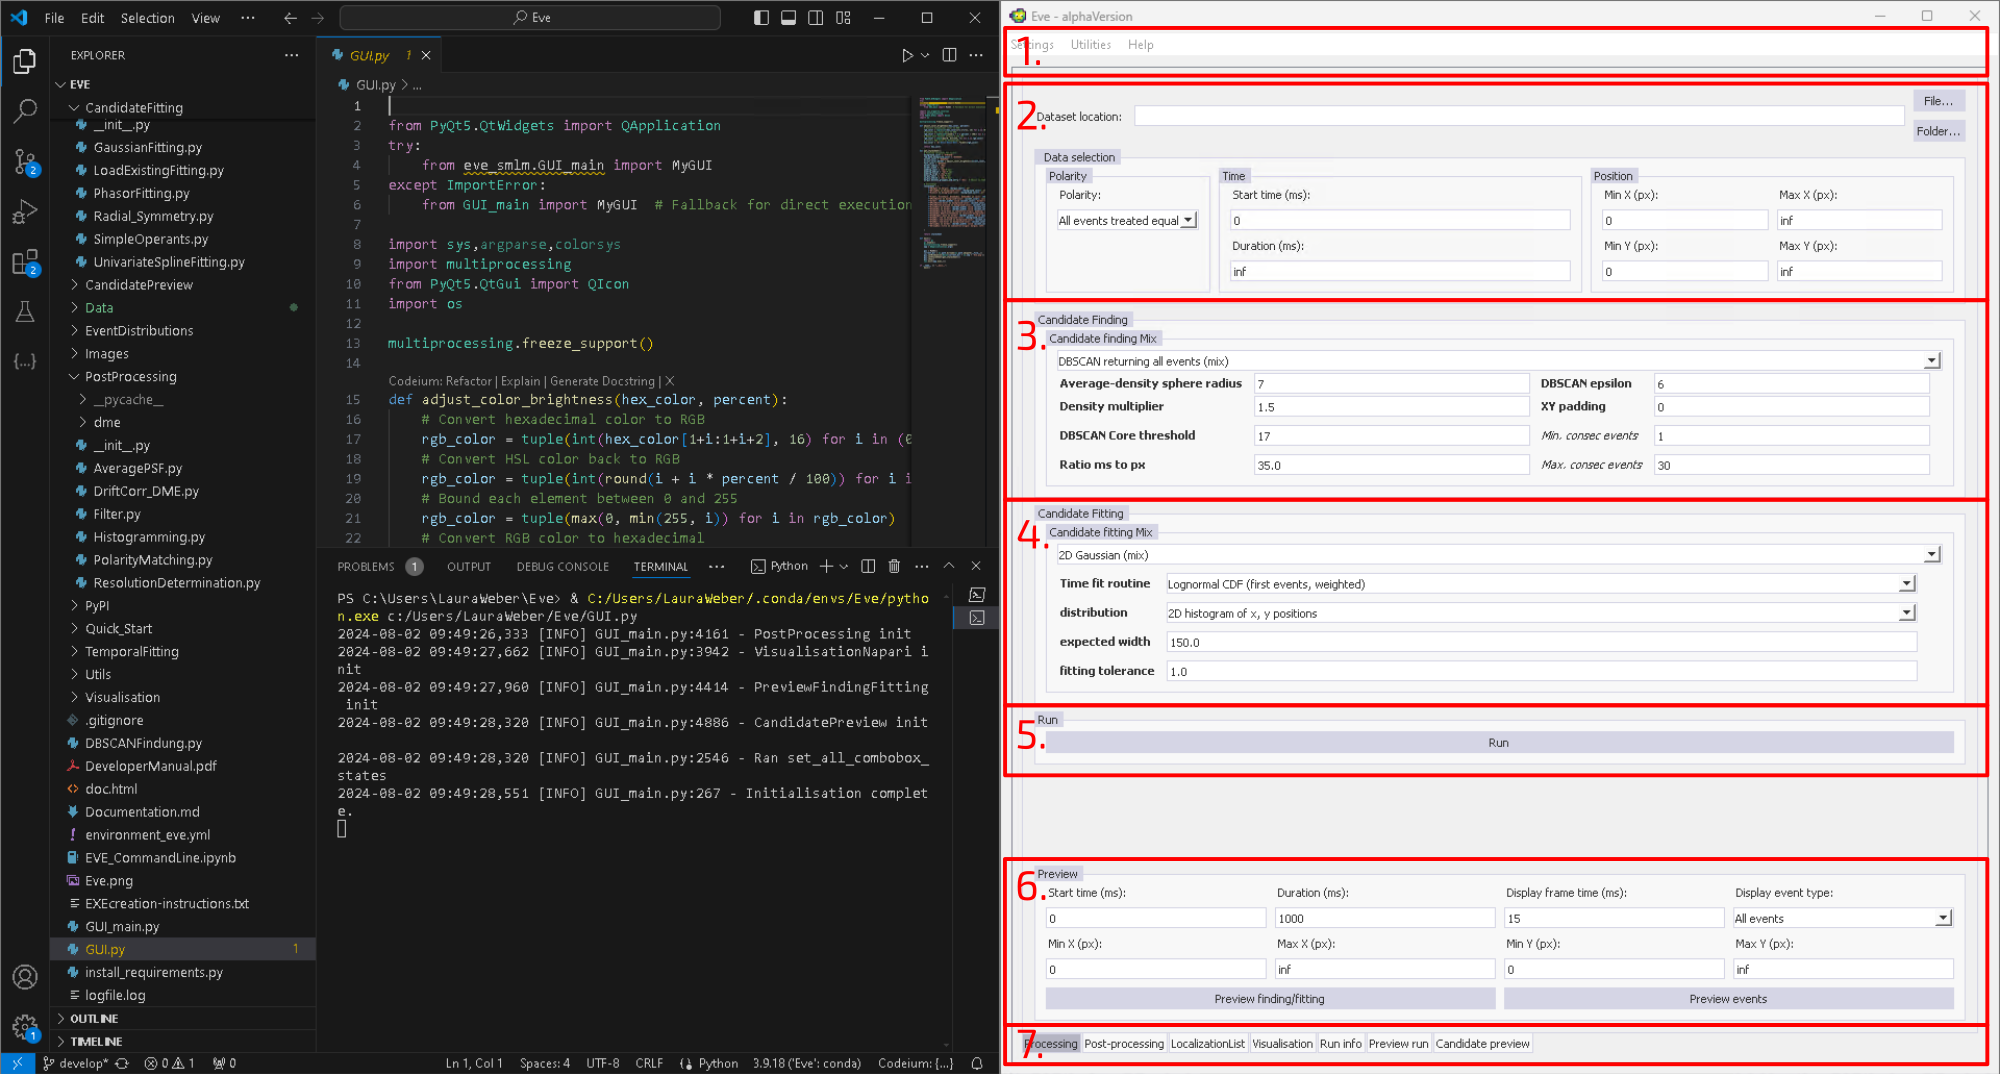 File Edit Selection View ... Eve
EXPLORER ...
EVE
CandidateFitting
__init__.py
GaussianFitting.py
LoadExistingFitting.py
PhasorFitting.py
Radial_Symmetry.py
SimpleOperants.py
UnivariateSplineFitting.py
CandidatePreview
Data
EventDistributions
Images
PostProcessing
__pycache__
dme
__init__.py
AveragePSF.py
DriftCorr_DME.py
Filter.py
Histogramming.py
PolarityMatching.py
ResolutionDetermination.py
PyPI
Quick_Start
TemporalFitting
Utils
Visualisation
.gitignore
DBSCANFindung.py
DeveloperManual.pdf
doc.html
Documentation.md
environment_eve.yml
EVE_CommandLine.ipynb
Eve.png
EXEcreation-instructions.txt
GUI_main.py
GUI.py 1
install_requirements.py
logfile.log
OUTLINE
TIMELINE
2
2
1
GUI.py 1
GUI.py > ...
1
2 from PyQt5.QtWidgets import QApplication
3 try:
4 from eve_smlm.GUI_main import MyGUI
5 except ImportError:
6 from GUI_main import MyGUI # Fallback for direct execution
7
8 import sys,argparse,colorsys
9 import multiprocessing
10 from PyQt5.QtGui import QIcon
11 import os
12
13 multiprocessing.freeze_support()
14
Codeium: Refactor | Explain | Generate Docstring | X
15 def adjust_color_brightness(hex_color, percent):
16 # Convert hexadecimal color to RGB
17 rgb_color = tuple(int(hex_color[1+i:1+i+2], 16) for i in (0
18 # Convert HSL color back to RGB
19 rgb_color = tuple(int(round(i + i * percent / 100)) for i i
20 # Bound each element between 0 and 255
21 rgb_color = tuple(max(0, min(255, i)) for i in rgb_color)
22 # Convert RGB color to hexadecimal
PROBLEMS 1 OUTPUT DEBUG CONSOLE TERMINAL ... Python
PS C:\Users\LauraWeber\Eve> & C:/Users/LauraWeber/.conda/envs/Eve/pytho
n.exe c:/Users/LauraWeber/Eve/GUI.py
2024-08-02 09:49:26,333 [INFO] GUI_main.py:4161 - PostProcessing init
2024-08-02 09:49:27,662 [INFO] GUI_main.py:3942 - VisualisationNapari i
nit
2024-08-02 09:49:27,960 [INFO] GUI_main.py:4414 - PreviewFindingFitting
init
2024-08-02 09:49:28,320 [INFO] GUI_main.py:4886 - CandidatePreview init
2024-08-02 09:49:28,320 [INFO] GUI_main.py:2546 - Ran set_all_combobox_
states
2024-08-02 09:49:28,551 [INFO] GUI_main.py:267 - Initialisation complet
e.
develop* 0 1 0 Ln 1, Col 1 Spaces: 4 UTF-8 CRLF Python 3.9.18 ('Eve': conda) Codeium: {...}
Eve - alphaVersion
1.
Settings Utilities Help
2.
Dataset location: File...
Folder...
Data selection
Polarity Time Position
Polarity: Start time (ms): Min X (px): Max X (px):
All events treated equal 0 0 inf
Duration (ms): Min Y (px): Max Y (px):
inf 0 inf
3.
Candidate Finding
Candidate finding Mix
DBSCAN returning all events (mix)
Average-density sphere radius 7 DBSCAN epsilon 6
Density multiplier 1.5 XY padding 0
DBSCAN Core threshold 17 Min. consec events 1
Ratio ms to px 35.0 Max. consec events 30
4.
Candidate Fitting
Candidate fitting Mix
2D Gaussian (mix)
Time fit routine Lognormal CDF (first events, weighted)
distribution 2D histogram of x, y positions
expected width 150.0
fitting tolerance 1.0
5.
Run
Run
6.
Preview
Start time (ms): Duration (ms): Display frame time (ms): Display event type:
0 1000 15 All events
Min X (px): Max X (px): Min Y (px): Max Y (px):
0 inf 0 inf
Preview finding/fitting Preview events
7.
Processing Post-processing LocalizationList Visualisation Run info Preview run Candidate preview